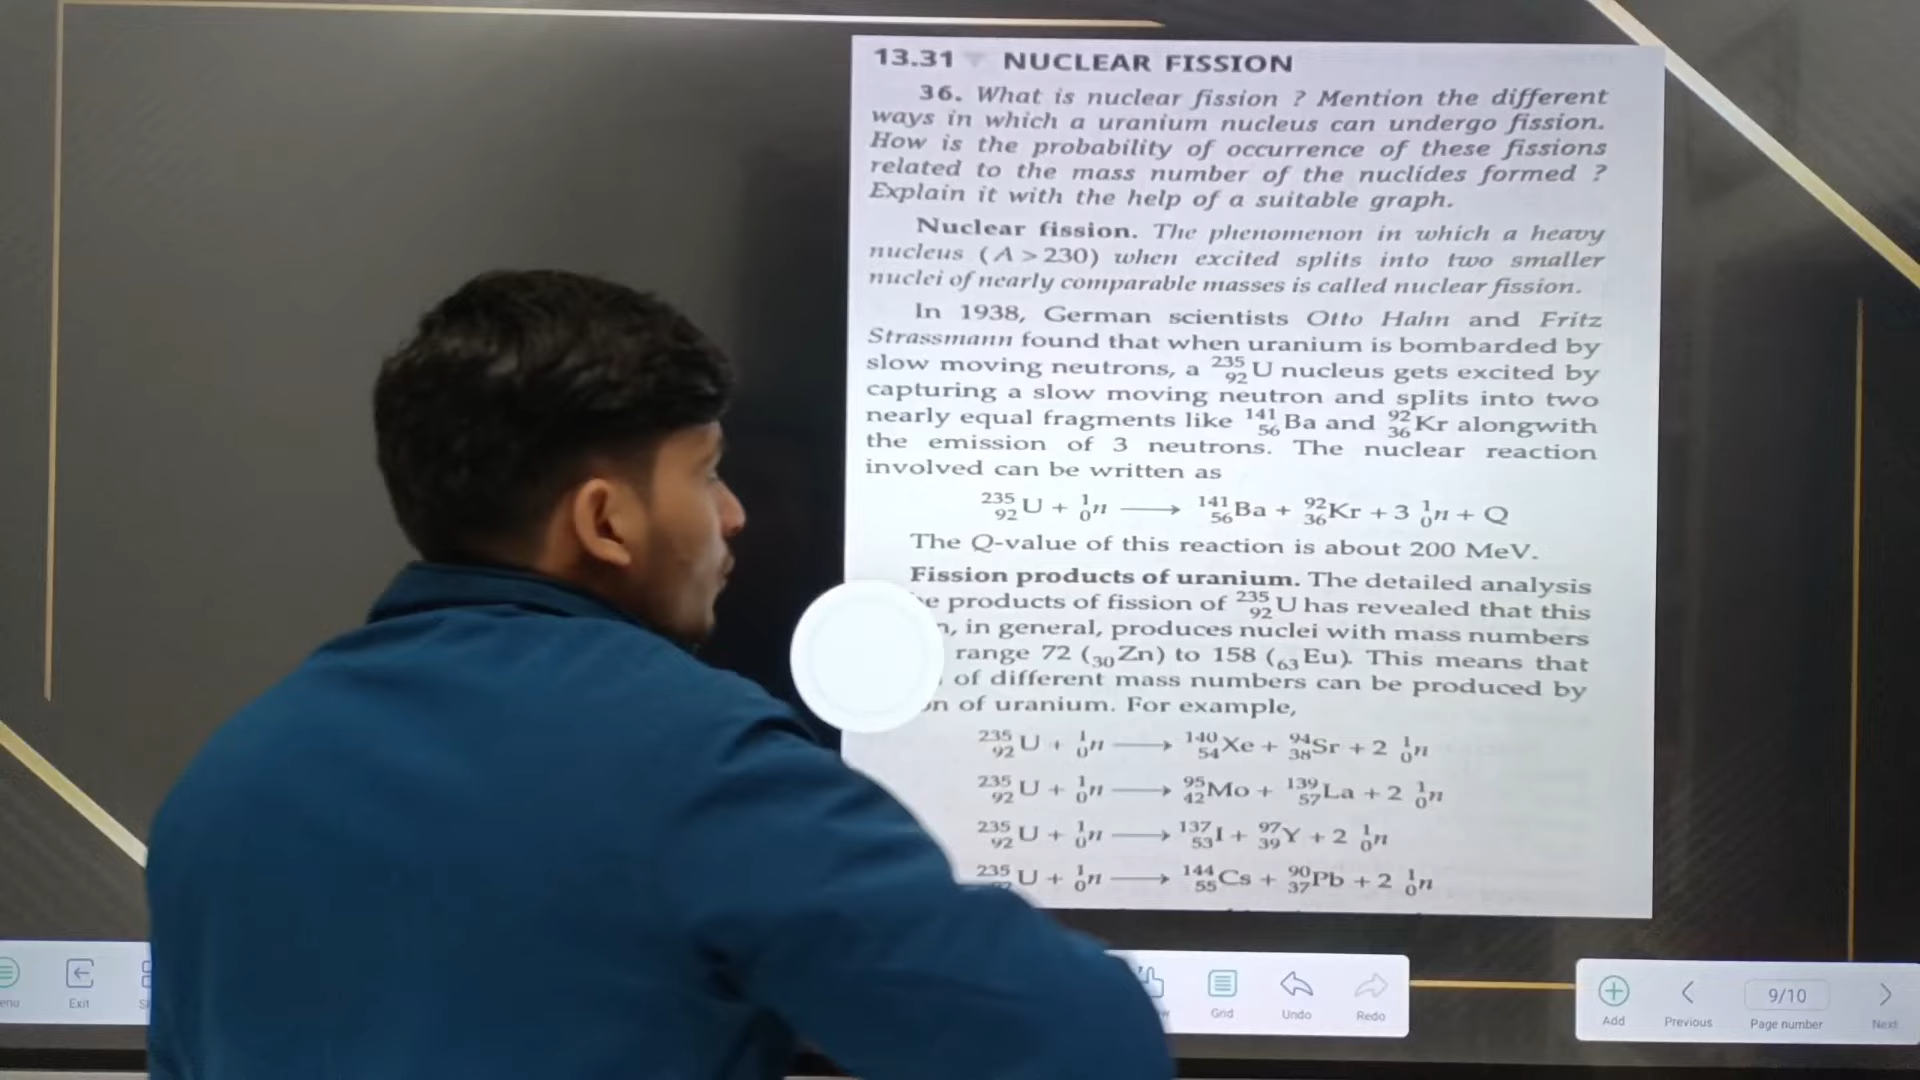 13.31 NUCLEAR FISSION
36. What is nuclear fission ? Mention the different
ways in which a uranium nucleus can undergo fission.
How is the probability of occurrence of these fissions
related to the mass number of the nuclides formed ?
Explain it with the help of a suitable graph.
Nuclear fission. The phenomenon in which a heavy
nucleus (A > 230) when excited splits into two smaller
nuclei of nearly comparable masses is called nuclear fission.
In 1938, German scientists Otto Hahn and Fritz
Strassmann found that when uranium is bombarded by
slow moving neutrons, a ²³⁵₉₂U nucleus gets excited by
capturing a slow moving neutron and splits into two
nearly equal fragments like ¹⁴¹₅₆Ba and ⁹²₃₆Kr alongwith
the emission of 3 neutrons. The nuclear reaction
involved can be written as
²³⁵₉₂U + ¹₀n ⟶ ¹⁴¹₅₆Ba + ⁹²₃₆Kr + 3 ¹₀n + Q
The Q-value of this reaction is about 200 MeV.
Fission products of uranium. The detailed analysis
products of fission of ²³⁵₉₂U has revealed that this
, in general, produces nuclei with mass numbers
range 72 (₃₀Zn) to 158 (₆₃Eu). This means that
of different mass numbers can be produced by
of uranium. For example,
²³⁵₉₂U + ¹₀n ⟶ ¹⁴⁰₅₄Xe + ⁹⁴₃₈Sr + 2 ¹₀n
²³⁵₉₂U + ¹₀n ⟶ ⁹⁵₄₂Mo + ¹³⁹₅₇La + 2 ¹₀n
²³⁵₉₂U + ¹₀n ⟶ ¹³⁷₅₃I + ⁹⁷₃₉Y + 2 ¹₀n
²³⁵₉₂U + ¹₀n ⟶ ¹⁴⁴₅₅Cs + ⁹⁰₃₇Pb + 2 ¹₀n
Exit
Grid
Undo
Redo
Add
Previous
9/10
Page number
Next